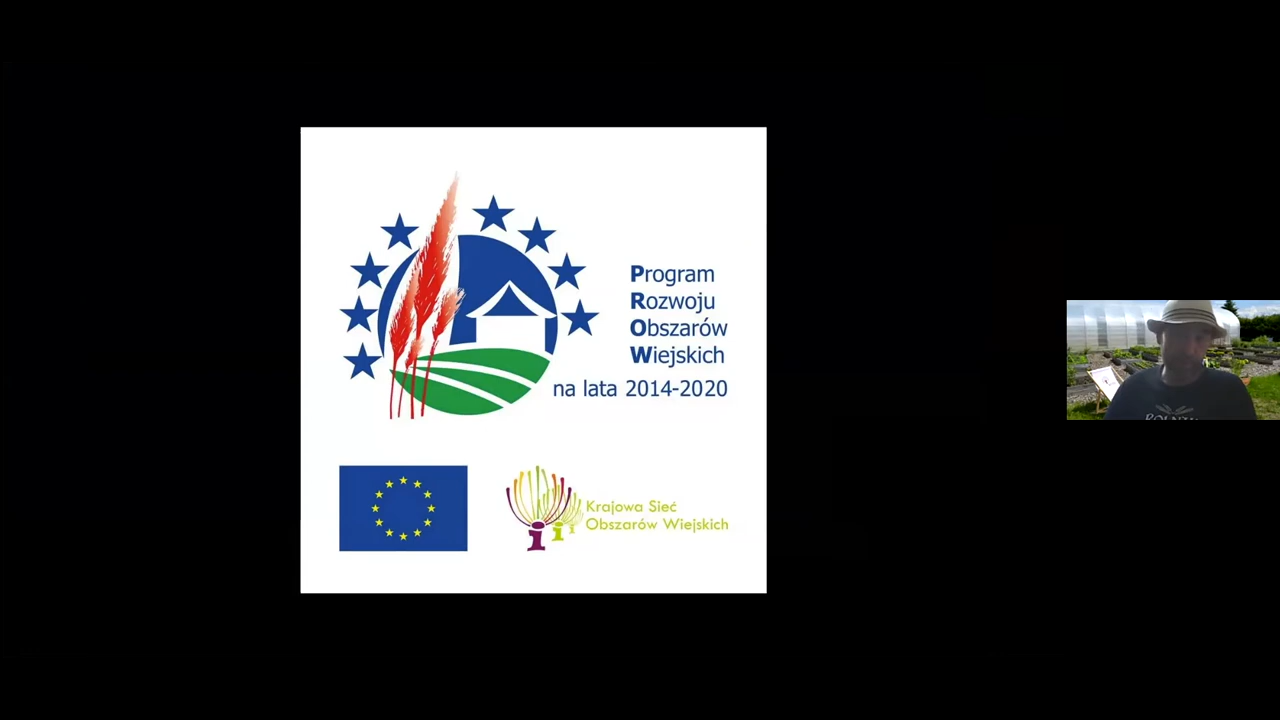 Program
Rozwoju
Obszarów
Wiejskich
na lata 2014-2020
Krajowa Sieć
Obszarów Wiejskich